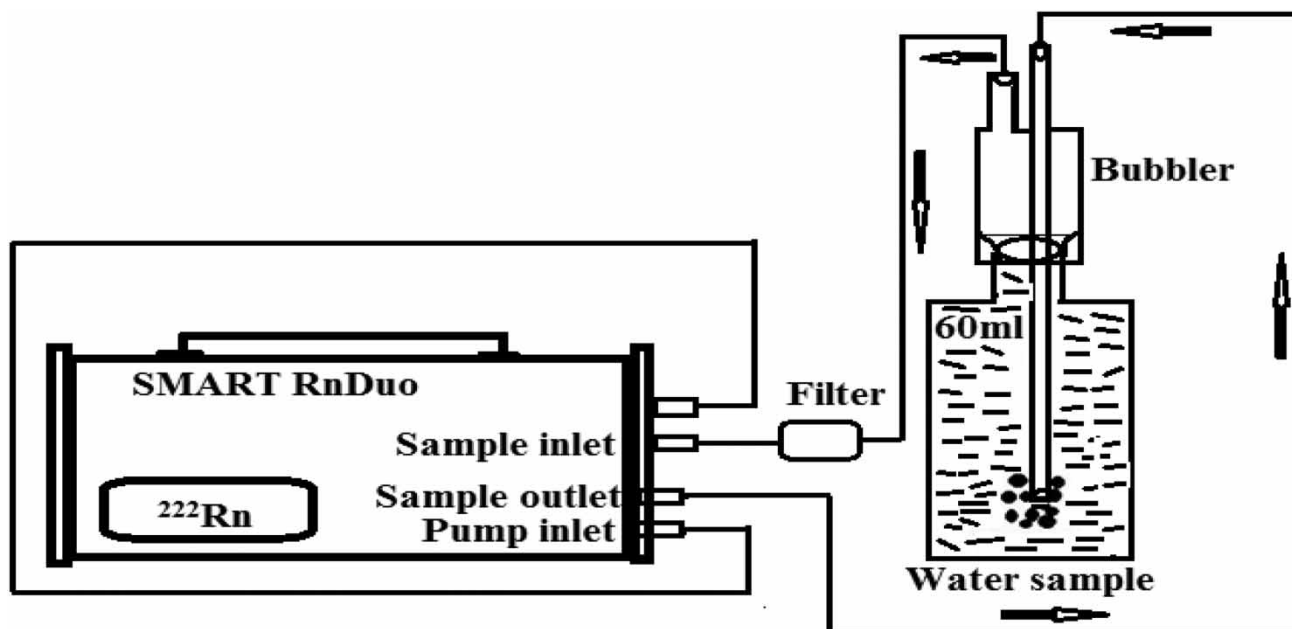 Bubbler
60ml
SMART RnDuo
Filter
Sample inlet
Sample outlet
²²²Rn
Pump inlet
Water sample